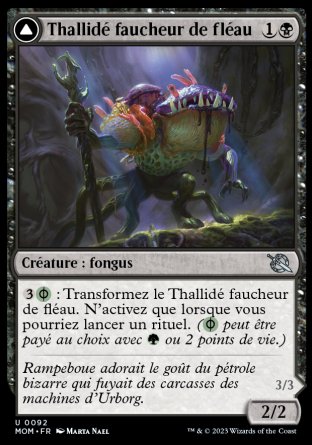 Thallidé faucheur de fléau 1
Créature : fongus
3 : Transformez le Thallidé faucheur
de fléau. N'activez que lorsque vous
pourriez lancer un rituel. ( peut être
payé au choix avec ou 2 points de vie.)
Rampeboue adorait le goût du pétrole
bizarre qui fuyait des carcasses des
machines d'Urborg.
3/3
2/2
U 0092
MOM • FR Marta Nael
™ & © 2023 Wizards of the Coast